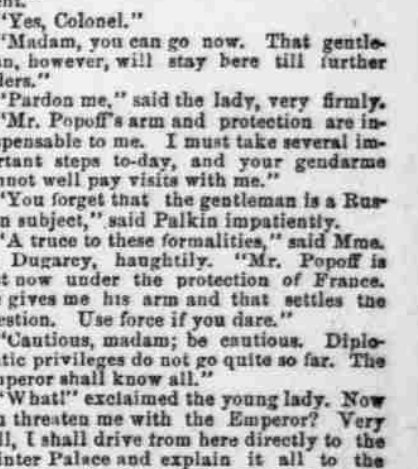 ent.
"Yes, Colonel."
"Madam, you can go now. That gentle-
an, however, will stay here till further
ders."
"Pardon me," said the lady, very firmly.
"Mr. Popoff's arm and protection are in-
spensable to me. I must take several im-
rtant steps to-day, and your gendarme
nnot well pay visits with me."
"You forget that the gentleman is a Rus-
n subject," said Palkin impatiently.
"A truce to these formalities," said Mme.
Dugarcy, haughtily. "Mr. Popoff is
st now under the protection of France.
e gives me his arm and that settles the
estion. Use force if you dare."
"Cautious, madam; be cautious. Diplo-
atic privileges do not go quite so far. The
mperor shall know all."
"What!" exclaimed the young lady. Now
u threaten me with the Emperor? Very
ll, I shall drive from here directly to the
inter Palace and explain it all to the